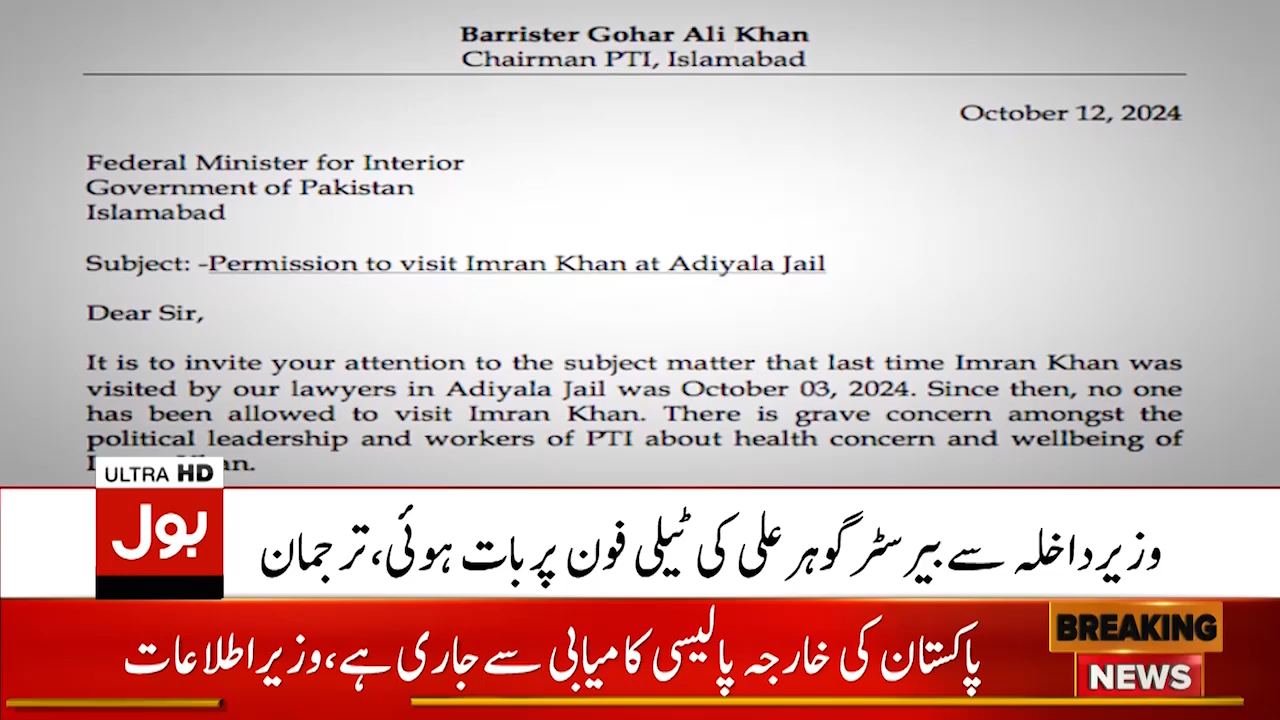 Barrister Gohar Ali Khan
Chairman PTI, Islamabad
October 12, 2024
Federal Minister for Interior
Government of Pakistan
Islamabad
Subject: -Permission to visit Imran Khan at Adiyala Jail
Dear Sir,
It is to invite your attention to the subject matter that last time Imran Khan was
visited by our lawyers in Adiyala Jail was October 03, 2024. Since then, no one
has been allowed to visit Imran Khan. There is grave concern amongst the
political leadership and workers of PTI about health concern and wellbeing of
ULTRA HD
بول
وزیرداخلہ سے بیرسٹر گوہر علی کی ٹیلی فون پر بات ہوئی، ترجمان
پاکستان کی خارجہ پالیسی کامیابی سے جاری ہے، وزیراطلاعات
BREAKING
NEWS